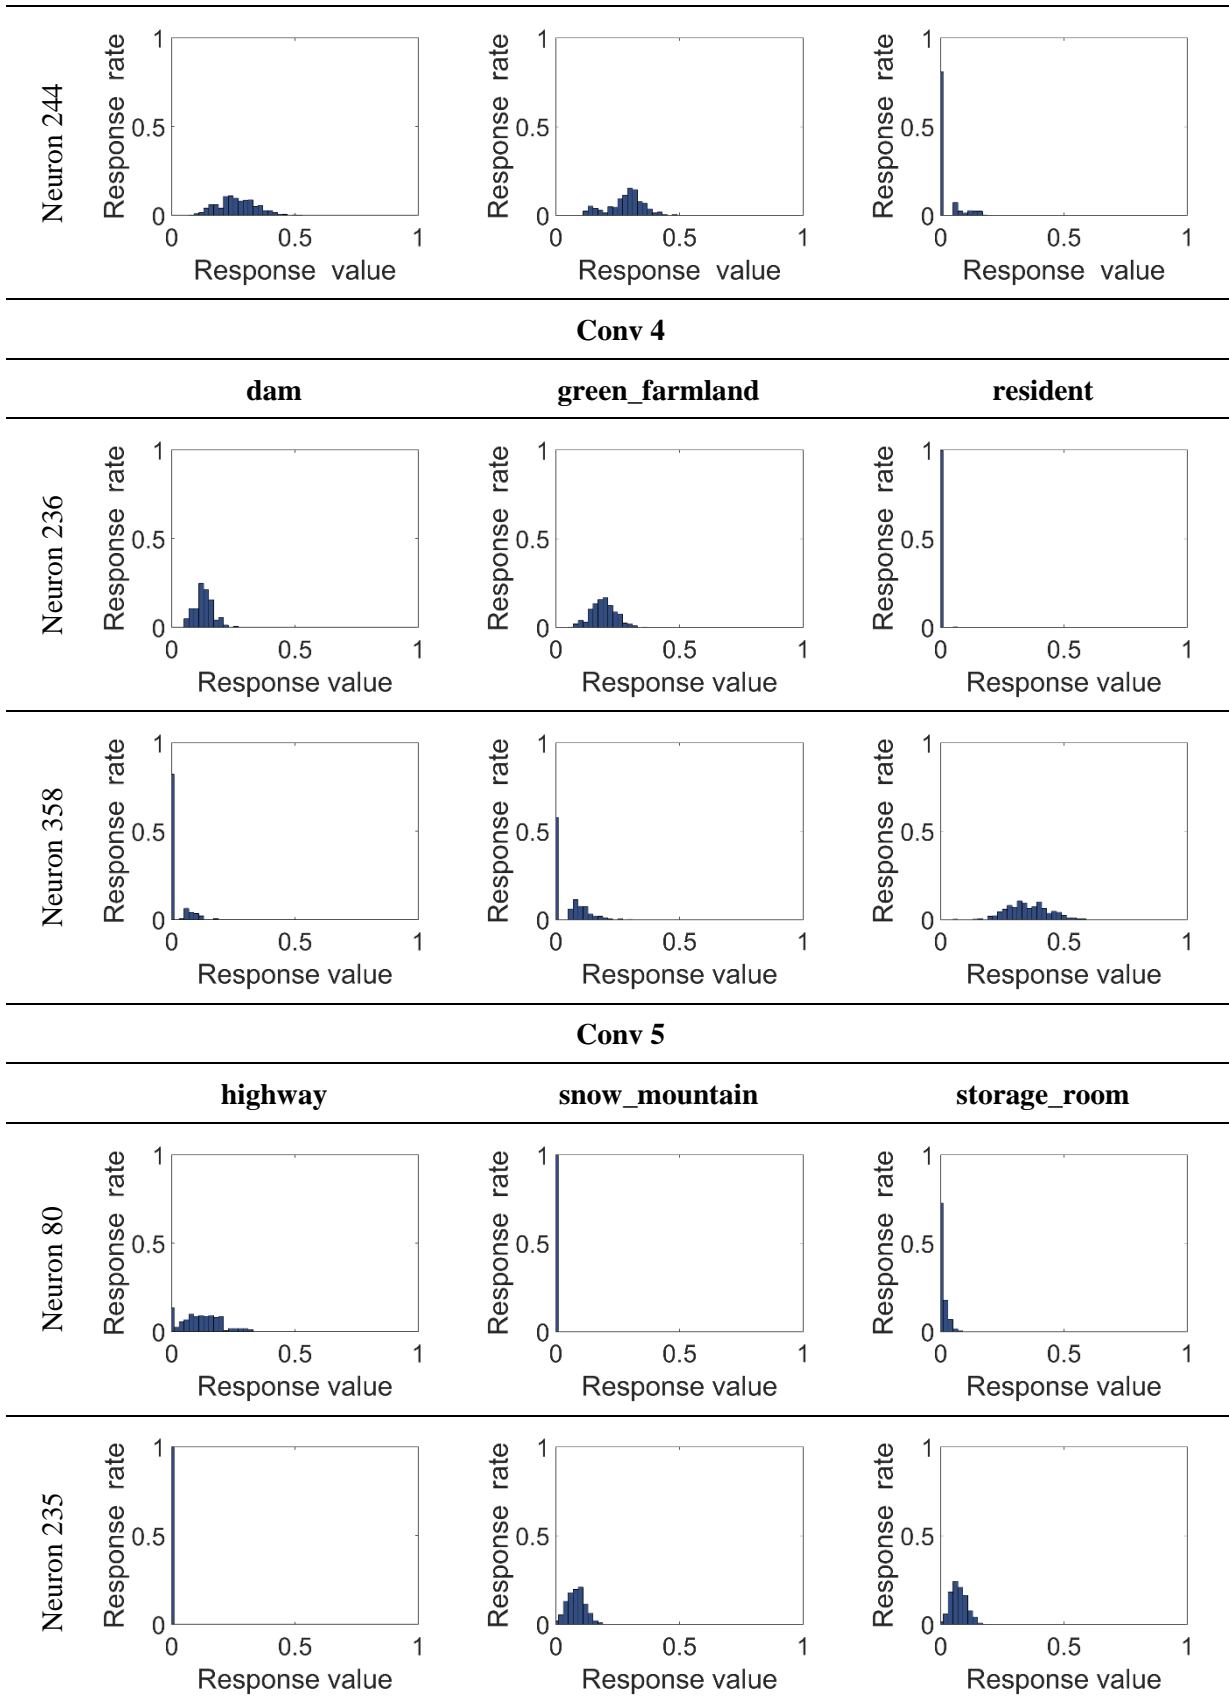 Neuron 244
Response rate
1
0.5
0
0 0.5 1
Response value
Response rate
1
0.5
0
0 0.5 1
Response value
Response rate
1
0.5
0
0 0.5 1
Response value
Conv 4
dam green_farmland resident
Neuron 236
Response rate
1
0.5
0
0 0.5 1
Response value
Response rate
1
0.5
0
0 0.5 1
Response value
Response rate
1
0.5
0
0 0.5 1
Response value
Neuron 358
Response rate
1
0.5
0
0 0.5 1
Response value
Response rate
1
0.5
0
0 0.5 1
Response value
Response rate
1
0.5
0
0 0.5 1
Response value
Conv 5
highway snow_mountain storage_room
Neuron 80
Response rate
1
0.5
0
0 0.5 1
Response value
Response rate
1
0.5
0
0 0.5 1
Response value
Response rate
1
0.5
0
0 0.5 1
Response value
Neuron 235
Response rate
1
0.5
0
0 0.5 1
Response value
Response rate
1
0.5
0
0 0.5 1
Response value
Response rate
1
0.5
0
0 0.5 1
Response value